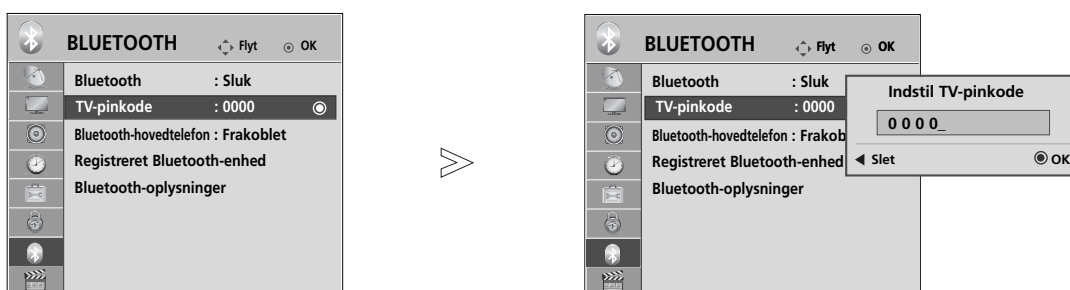 BLUETOOTH Flyt OK
Bluetooth : Sluk
TV-pinkode : 0000
Bluetooth-hovedtelefon : Frakoblet
Registreret Bluetooth-enhed
Bluetooth-oplysninger
BLUETOOTH Flyt OK
Bluetooth : Sluk
TV-pinkode : 0000
Bluetooth-hovedtelefon : Frakob
Registreret Bluetooth-enhed
Bluetooth-oplysninger
Indstil TV-pinkode
0 0 0 0_
Slet OK